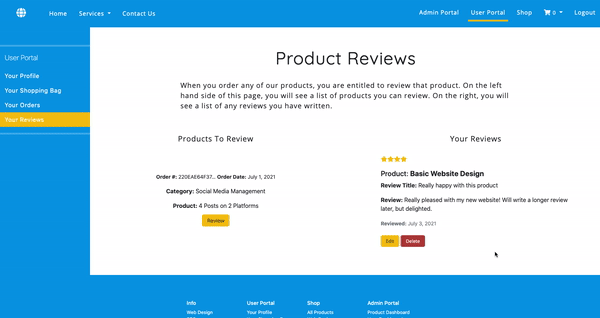 Home Services Contact Us Admin Portal User Portal Shop 0 Logout
User Portal
Your Profile
Your Shopping Bag
Your Orders
Your Reviews
Product Reviews
When you order any of our products, you are entitled to review that product. On the left
hand side of this page, you will see a list of products you can review. On the right, you will
see a list of any reviews you have written.
Products To Review
Order #: 220EAE64F37... Order Date: July 1, 2021
Category: Social Media Management
Product: 4 Posts on 2 Platforms
Review
Your Reviews
Product: Basic Website Design
Review Title: Really happy with this product
Review: Really pleased with my new website! Will write a longer review
later, but delighted.
Reviewed: July 3, 2021
Edit Delete
Info User Portal Shop Admin Portal
Web Design Your Profile All Products Product Dashboard